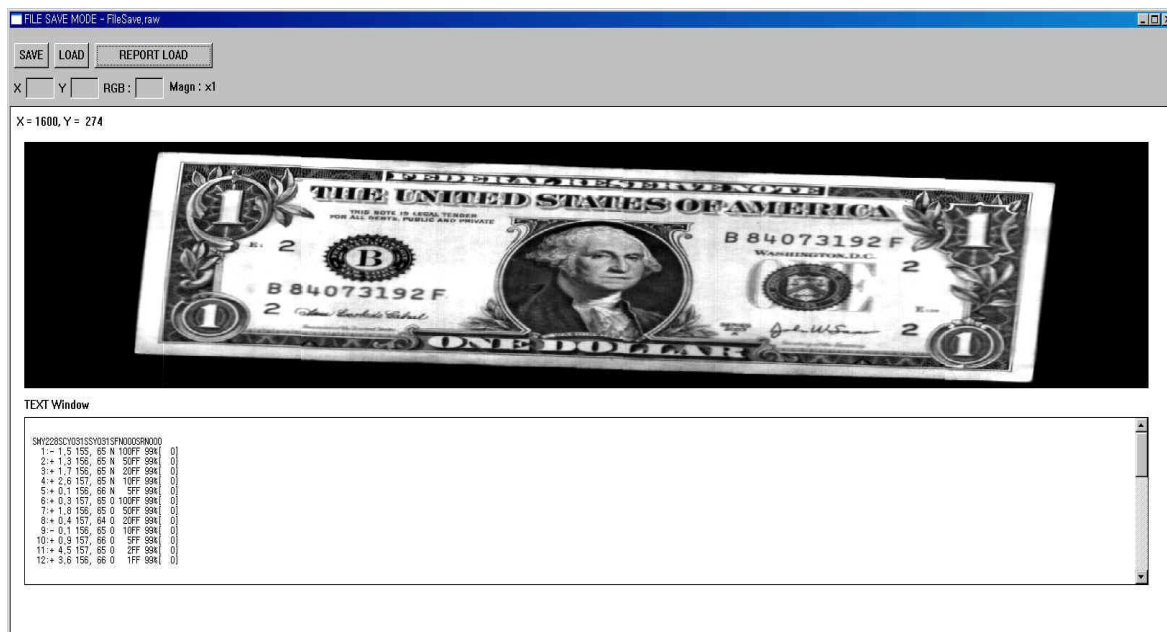 FILE SAVE MODE - FileSave.raw
SAVE LOAD REPORT LOAD
X Y RGB : Magn : x1
X = 1600, Y = 274
FEDERAL RESERVE NOTE
THE UNITED STATES OF AMERICA
THIS NOTE IS LEGAL TENDER
FOR ALL DEBTS, PUBLIC AND PRIVATE
1
1
B 84073192 F
WASHINGTON, D.C.
2
2
B
ONE
B 84073192 F
2
2
1
1
WASHINGTON
SERIES
A
ONE DOLLAR
TEXT Window
SMY228SCY031SSY031SFN000SRN000
1:- 1,5 155, 65 N 100FF 99%[ 0]
2:+ 1,3 156, 65 N 50FF 99%[ 0]
3:+ 1,7 156, 65 N 20FF 99%[ 0]
4:+ 2,6 157, 65 N 10FF 99%[ 0]
5:+ 0,1 156, 66 N 5FF 99%[ 0]
6:+ 0,3 157, 65 O 100FF 99%[ 0]
7:+ 1,8 156, 65 O 50FF 99%[ 0]
8:+ 0,4 157, 64 O 20FF 99%[ 0]
9:- 0,1 156, 65 O 10FF 99%[ 0]
10:+ 0,9 157, 66 O 5FF 99%[ 0]
11:+ 4,5 157, 65 O 2FF 99%[ 0]
12:+ 3,6 156, 66 O 1FF 99%[ 0]